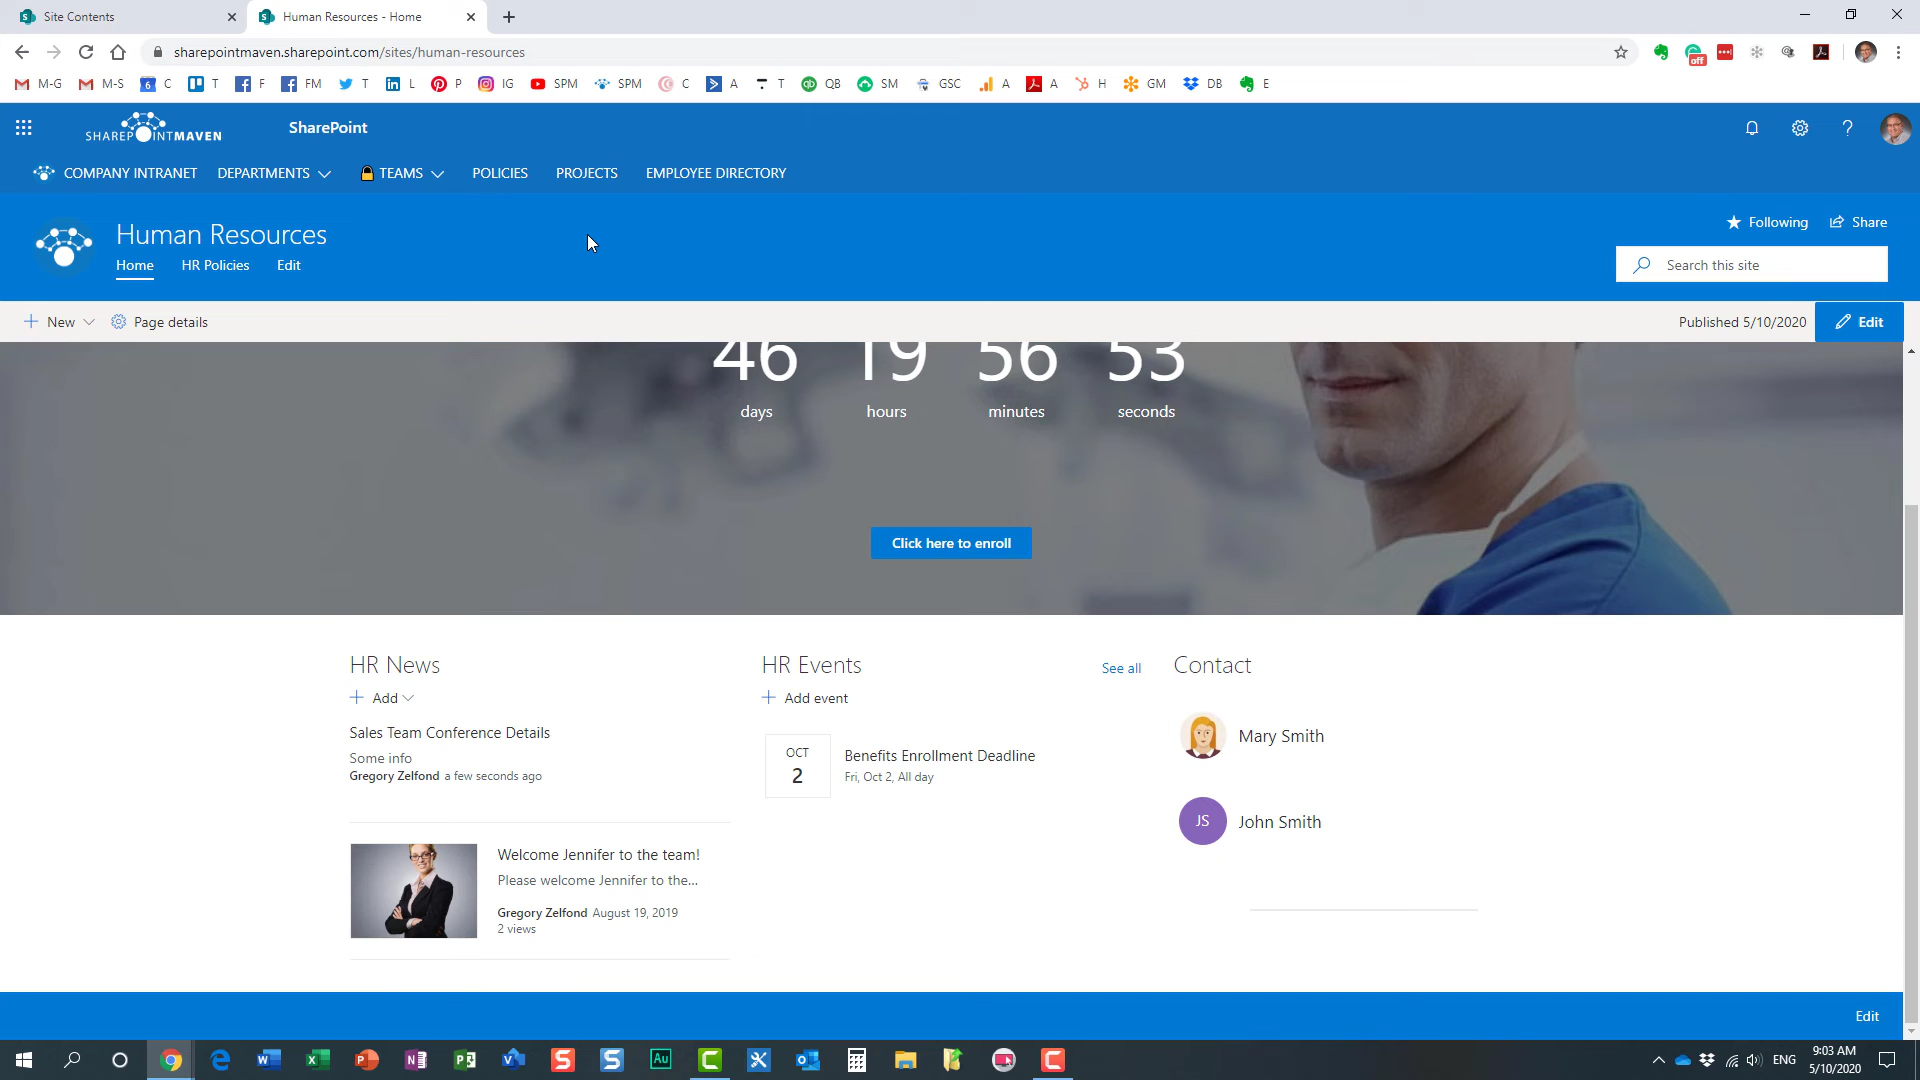 Site Contents
Human Resources - Home
sharepointmaven.sharepoint.com/sites/human-resources
off
M-G M-S 6 C T F FM T L P IG SPM SPM C A T QB SM GSC A A H GM DB E
SHAREPOINTMAVEN
SharePoint
COMPANY INTRANET DEPARTMENTS TEAMS POLICIES PROJECTS EMPLOYEE DIRECTORY
Human Resources
Following Share
Home HR Policies Edit
Search this site
New Page details
Published 5/10/2020 Edit
46 19 56 53
days hours minutes seconds
Click here to enroll
HR News
Add
Sales Team Conference Details
Some info
Gregory Zelfond a few seconds ago
Welcome Jennifer to the team!
Please welcome Jennifer to the...
Gregory Zelfond August 19, 2019
2 views
HR Events
See all
Add event
OCT
2
Benefits Enrollment Deadline
Fri, Oct 2, All day
Contact
Mary Smith
JS
John Smith
Edit
ENG
9:03 AM
5/10/2020